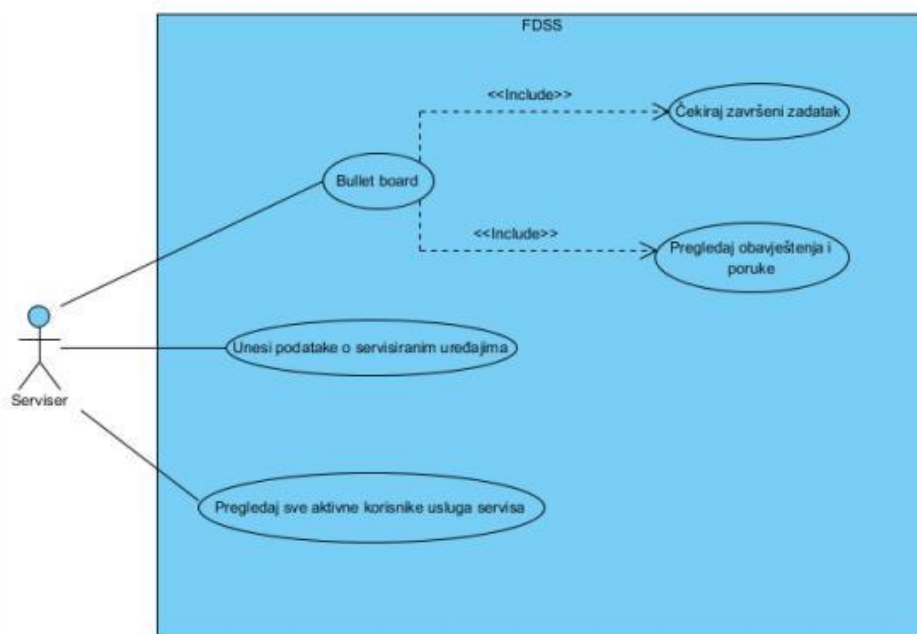 FDSS
<<Include>>
Čekiraj završeni zadatak
Bullet board
<<Include>>
Pregledaj obavještenja i
poruke
Unesi podatake o servisiranim uređajima
Serviser
Pregledaj sve aktivne korisnike usluga servisa